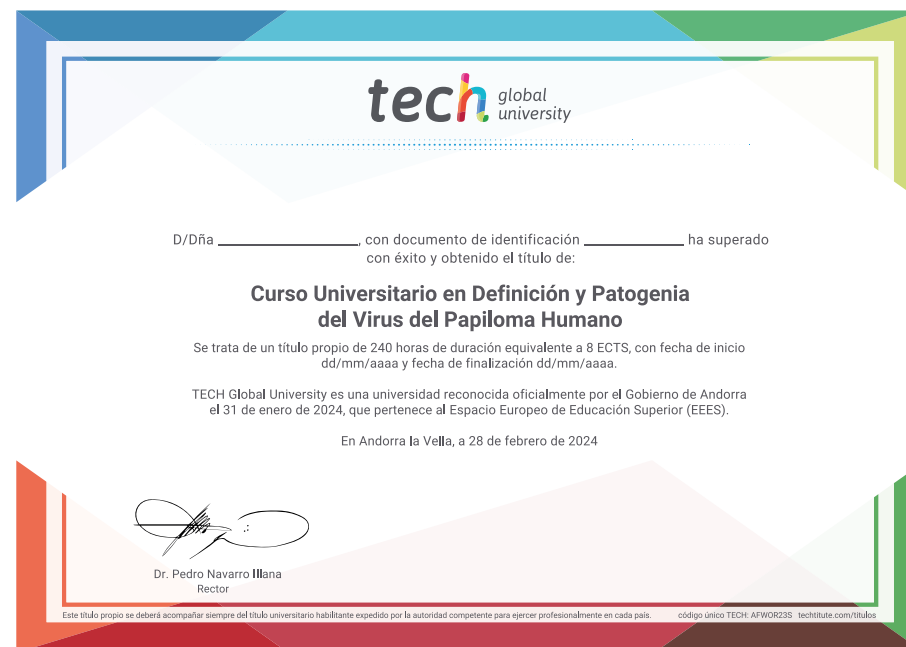 tech global university
D/Dña ____________________, con documento de identificación ______________ ha superado
con éxito y obtenido el título de:
Curso Universitario en Definición y Patogenia
del Virus del Papiloma Humano
Se trata de un título propio de 240 horas de duración equivalente a 8 ECTS, con fecha de inicio
dd/mm/aaaa y fecha de finalización dd/mm/aaaa.
TECH Global University es una universidad reconocida oficialmente por el Gobierno de Andorra
el 31 de enero de 2024, que pertenece al Espacio Europeo de Educación Superior (EEES).
En Andorra la Vella, a 28 de febrero de 2024
Dr. Pedro Navarro Illana
Rector
Este título propio se deberá acompañar siempre del título universitario habilitante expedido por la autoridad competente para ejercer profesionalmente en cada país. código único TECH: AFWOR23S techtitute.com/titulos